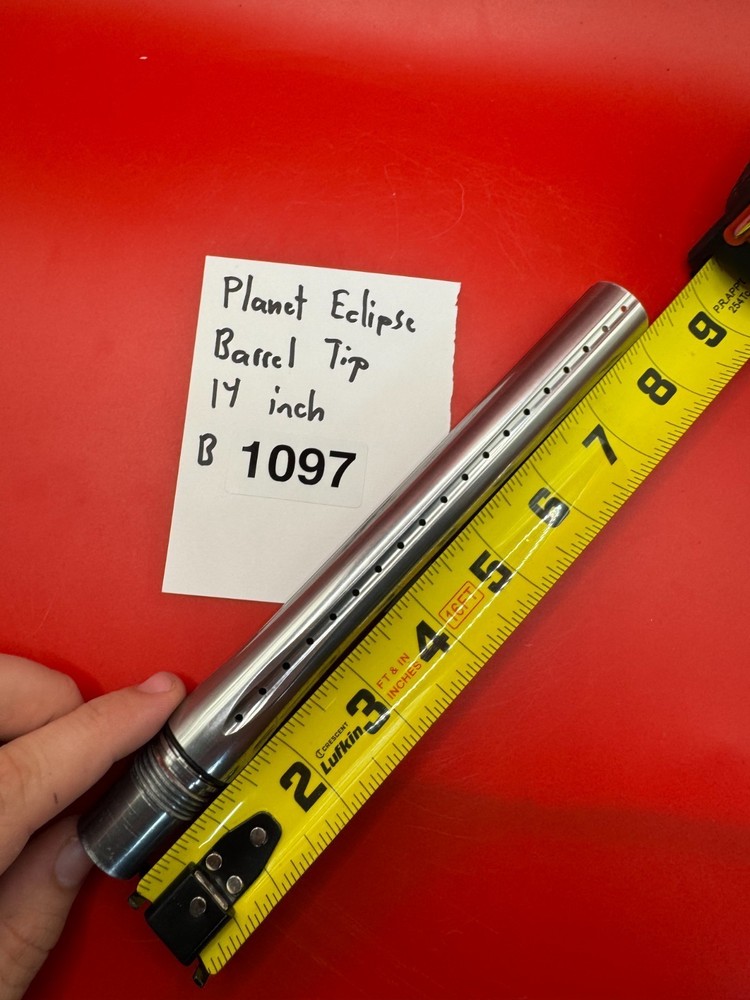 Planet Eclipse
Barrel Tip
14 inch
B 1097
9
8
7
6
5
16FT
4
FT & IN
INCHES
3
CRESCENT
Lufkin
2